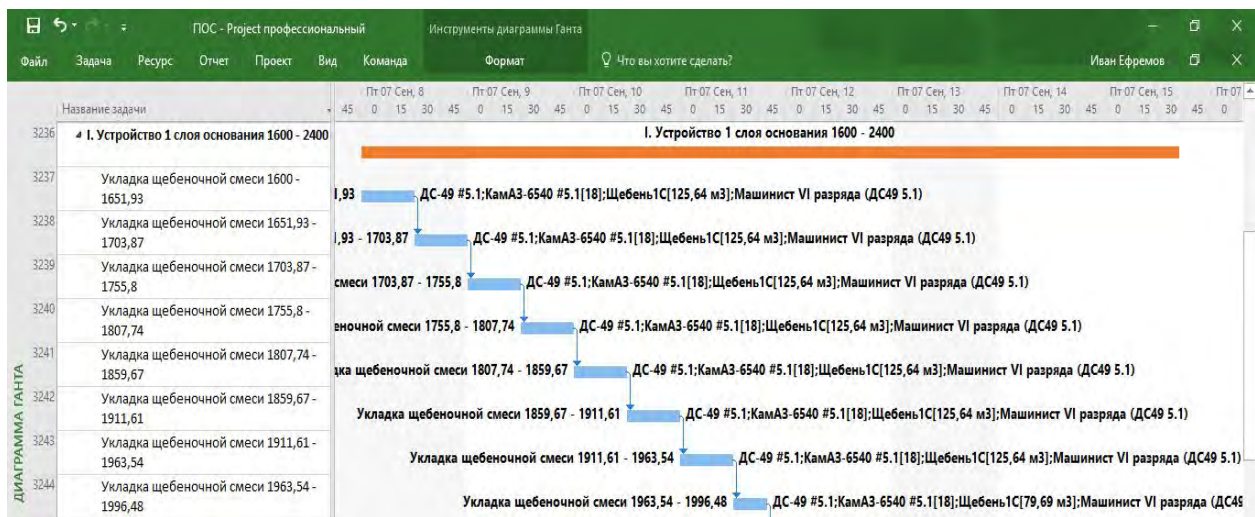 ПОС - Project профессиональный
Инструменты диаграммы Ганта
Файл Задача Ресурс Отчет Проект Вид Команда Формат Что вы хотите сделать? Иван Ефремов
Название задачи
Пт 07 Сен, 8 Пт 07 Сен, 9 Пт 07 Сен, 10 Пт 07 Сен, 11 Пт 07 Сен, 12 Пт 07 Сен, 13 Пт 07 Сен, 14 Пт 07 Сен, 15 Пт 07
45 0 15 30 45 0 15 30 45 0 15 30 45 0 15 30 45 0 15 30 45 0 15 30 45 0 15 30 45 0 15 30 45 0
3236 I. Устройство 1 слоя основания 1600 - 2400
I. Устройство 1 слоя основания 1600 - 2400
3237 Укладка щебеночной смеси 1600 -
1651,93
1,93 ДС-49 #5.1;КамАЗ-6540 #5.1[18];Щебень1С[125,64 м3];Машинист VI разряда (ДС49 5.1)
3238 Укладка щебеночной смеси 1651,93 -
1703,87
1,93 - 1703,87 ДС-49 #5.1;КамАЗ-6540 #5.1[18];Щебень1С[125,64 м3];Машинист VI разряда (ДС49 5.1)
3239 Укладка щебеночной смеси 1703,87 -
1755,8
смеси 1703,87 - 1755,8 ДС-49 #5.1;КамАЗ-6540 #5.1[18];Щебень1С[125,64 м3];Машинист VI разряда (ДС49 5.1)
3240 Укладка щебеночной смеси 1755,8 -
1807,74
еночной смеси 1755,8 - 1807,74 ДС-49 #5.1;КамАЗ-6540 #5.1[18];Щебень1С[125,64 м3];Машинист VI разряда (ДС49 5.1)
3241 Укладка щебеночной смеси 1807,74 -
1859,67
дка щебеночной смеси 1807,74 - 1859,67 ДС-49 #5.1;КамАЗ-6540 #5.1[18];Щебень1С[125,64 м3];Машинист VI разряда (ДС49 5.1)
3242 Укладка щебеночной смеси 1859,67 -
1911,61
Укладка щебеночной смеси 1859,67 - 1911,61 ДС-49 #5.1;КамАЗ-6540 #5.1[18];Щебень1С[125,64 м3];Машинист VI разряда (ДС49 5.1)
3243 Укладка щебеночной смеси 1911,61 -
1963,54
Укладка щебеночной смеси 1911,61 - 1963,54 ДС-49 #5.1;КамАЗ-6540 #5.1[18];Щебень1С[125,64 м3];Машинист VI разряда (ДС49 5.1)
3244 Укладка щебеночной смеси 1963,54 -
1996,48
Укладка щебеночной смеси 1963,54 - 1996,48 ДС-49 #5.1;КамАЗ-6540 #5.1[18];Щебень1С[79,69 м3];Машинист VI разряда (ДС49
ДИАГРАММА ГАНТА